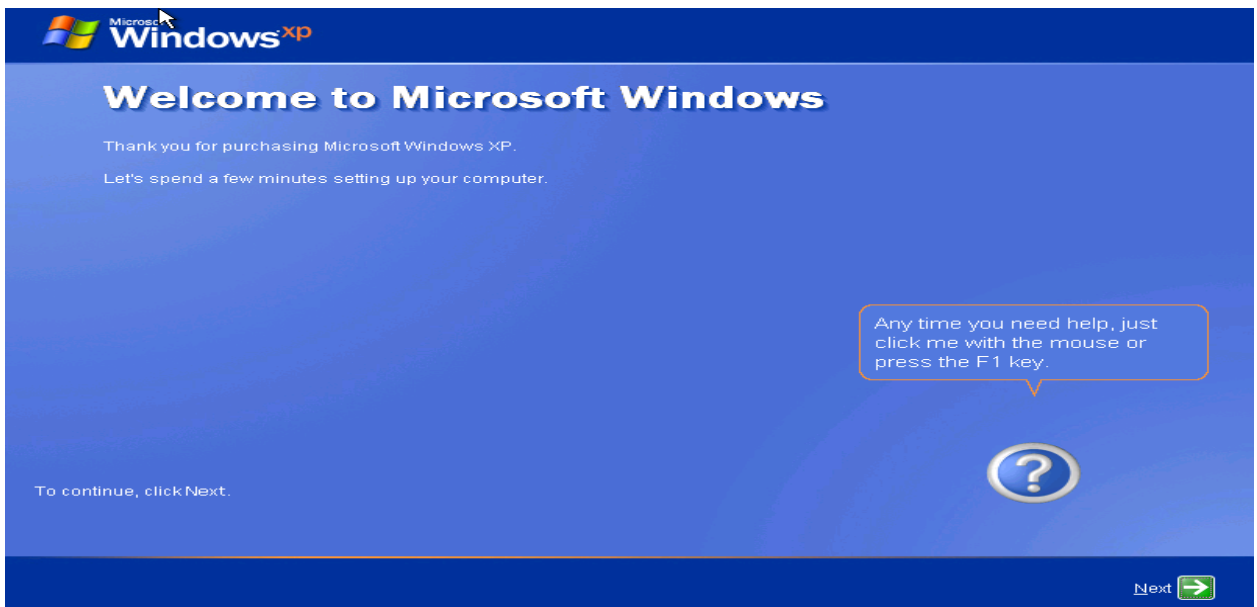 Microsoft
Windows xp
Welcome to Microsoft Windows
Thank you for purchasing Microsoft Windows XP.
Let's spend a few minutes setting up your computer.
Any time you need help, just
click me with the mouse or
press the F1 key.
?
To continue, click Next.
Next